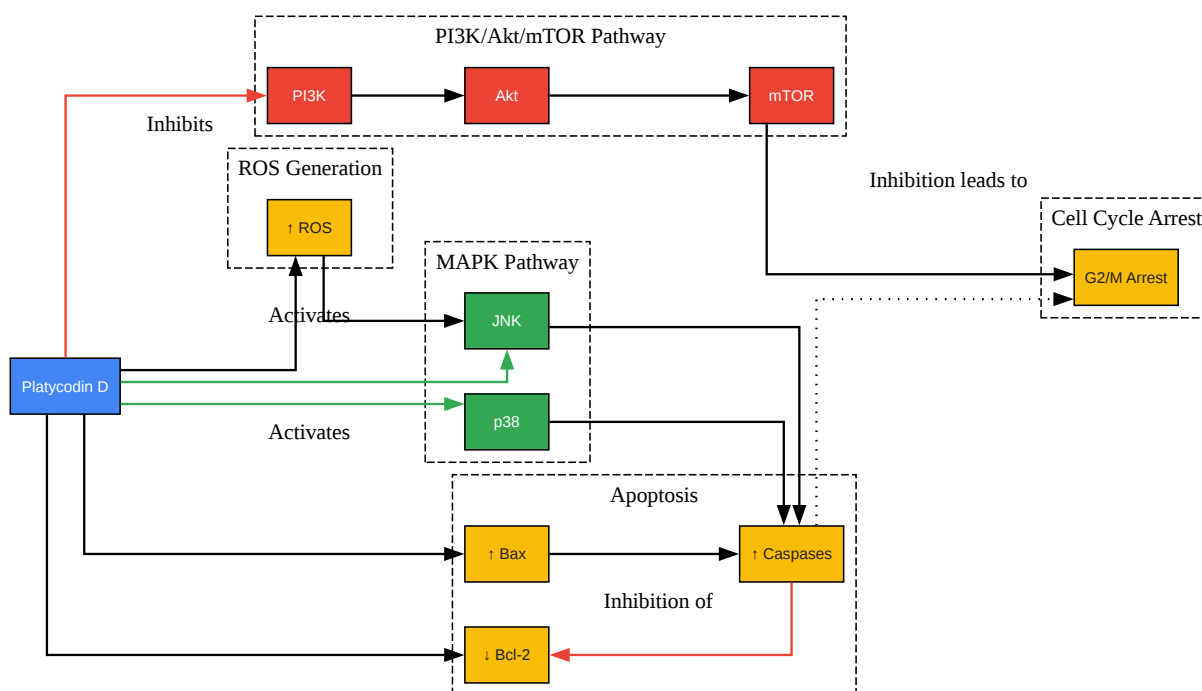 PI3K/Akt/mTOR Pathway
PI3K
Akt
mTOR
Inhibits
ROS Generation
↑ ROS
Inhibition leads to
Cell Cycle Arrest
G2/M Arrest
MAPK Pathway
Activates
JNK
Platycodin D
p38
Activates
Apoptosis
↑ Bax
↑ Caspases
Inhibition of
↓ Bcl-2